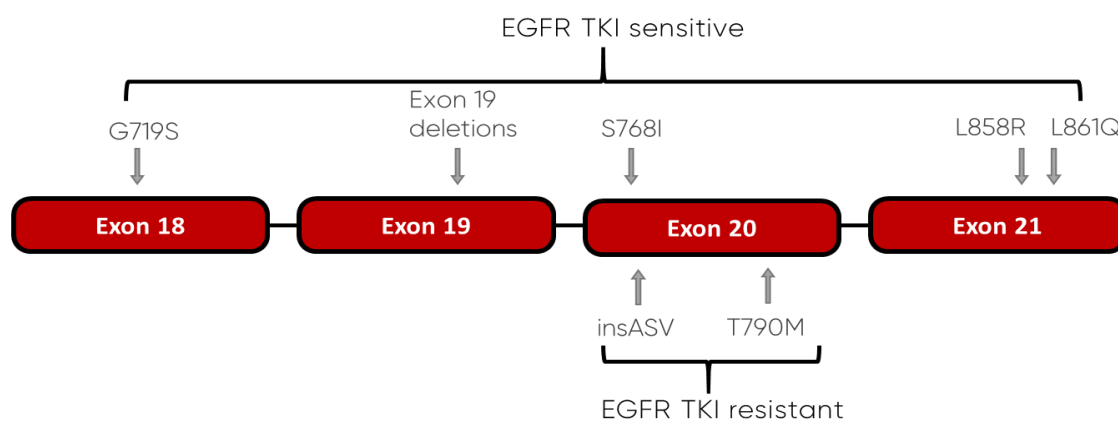 EGFR TKI sensitive
G719S
Exon 19
deletions
S768I
L858R
L861Q
Exon 18
Exon 19
Exon 20
Exon 21
insASV
T790M
EGFR TKI resistant